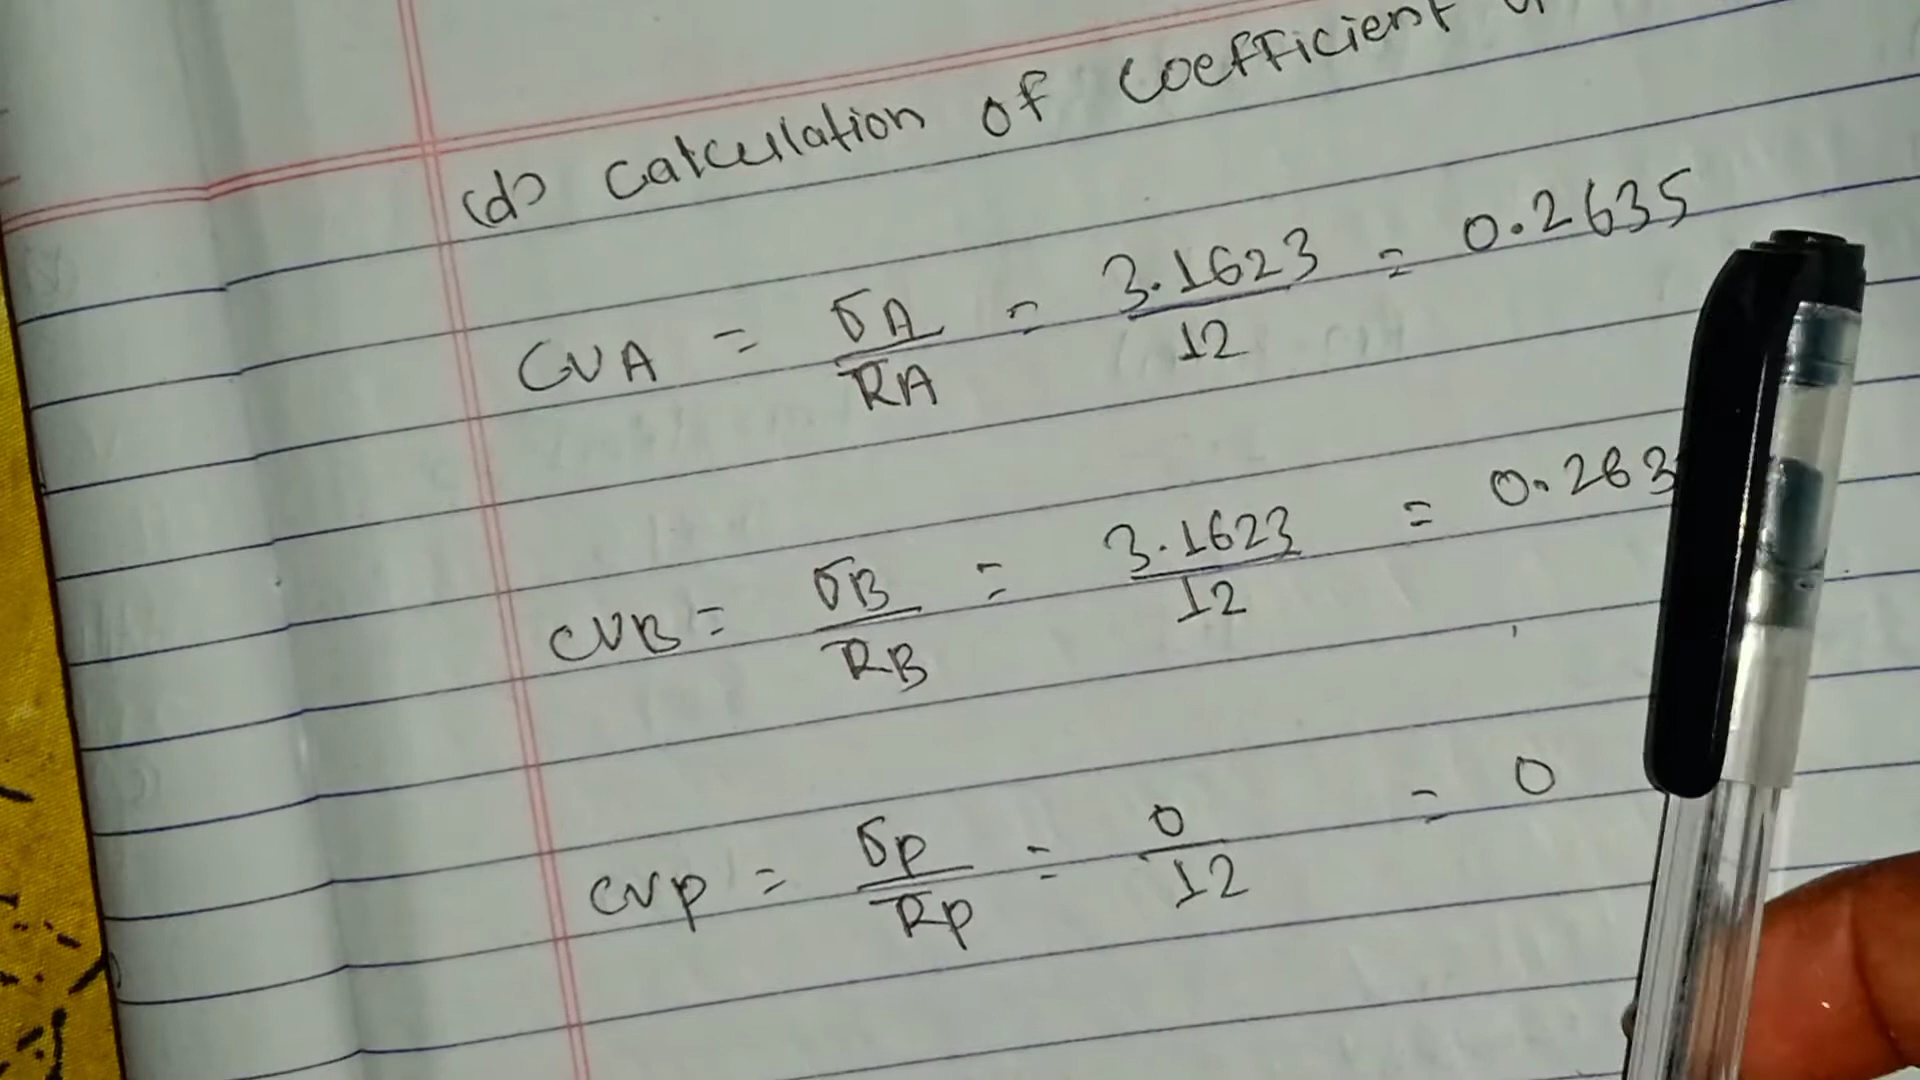 (d) Calculation of Coefficient
CVA = σA / R̄A = 3.1623 / 12 = 0.2635
CVB = σB / R̄B = 3.1623 / 12 = 0.263
CVP = σP / R̄P = 0 / 12 = 0